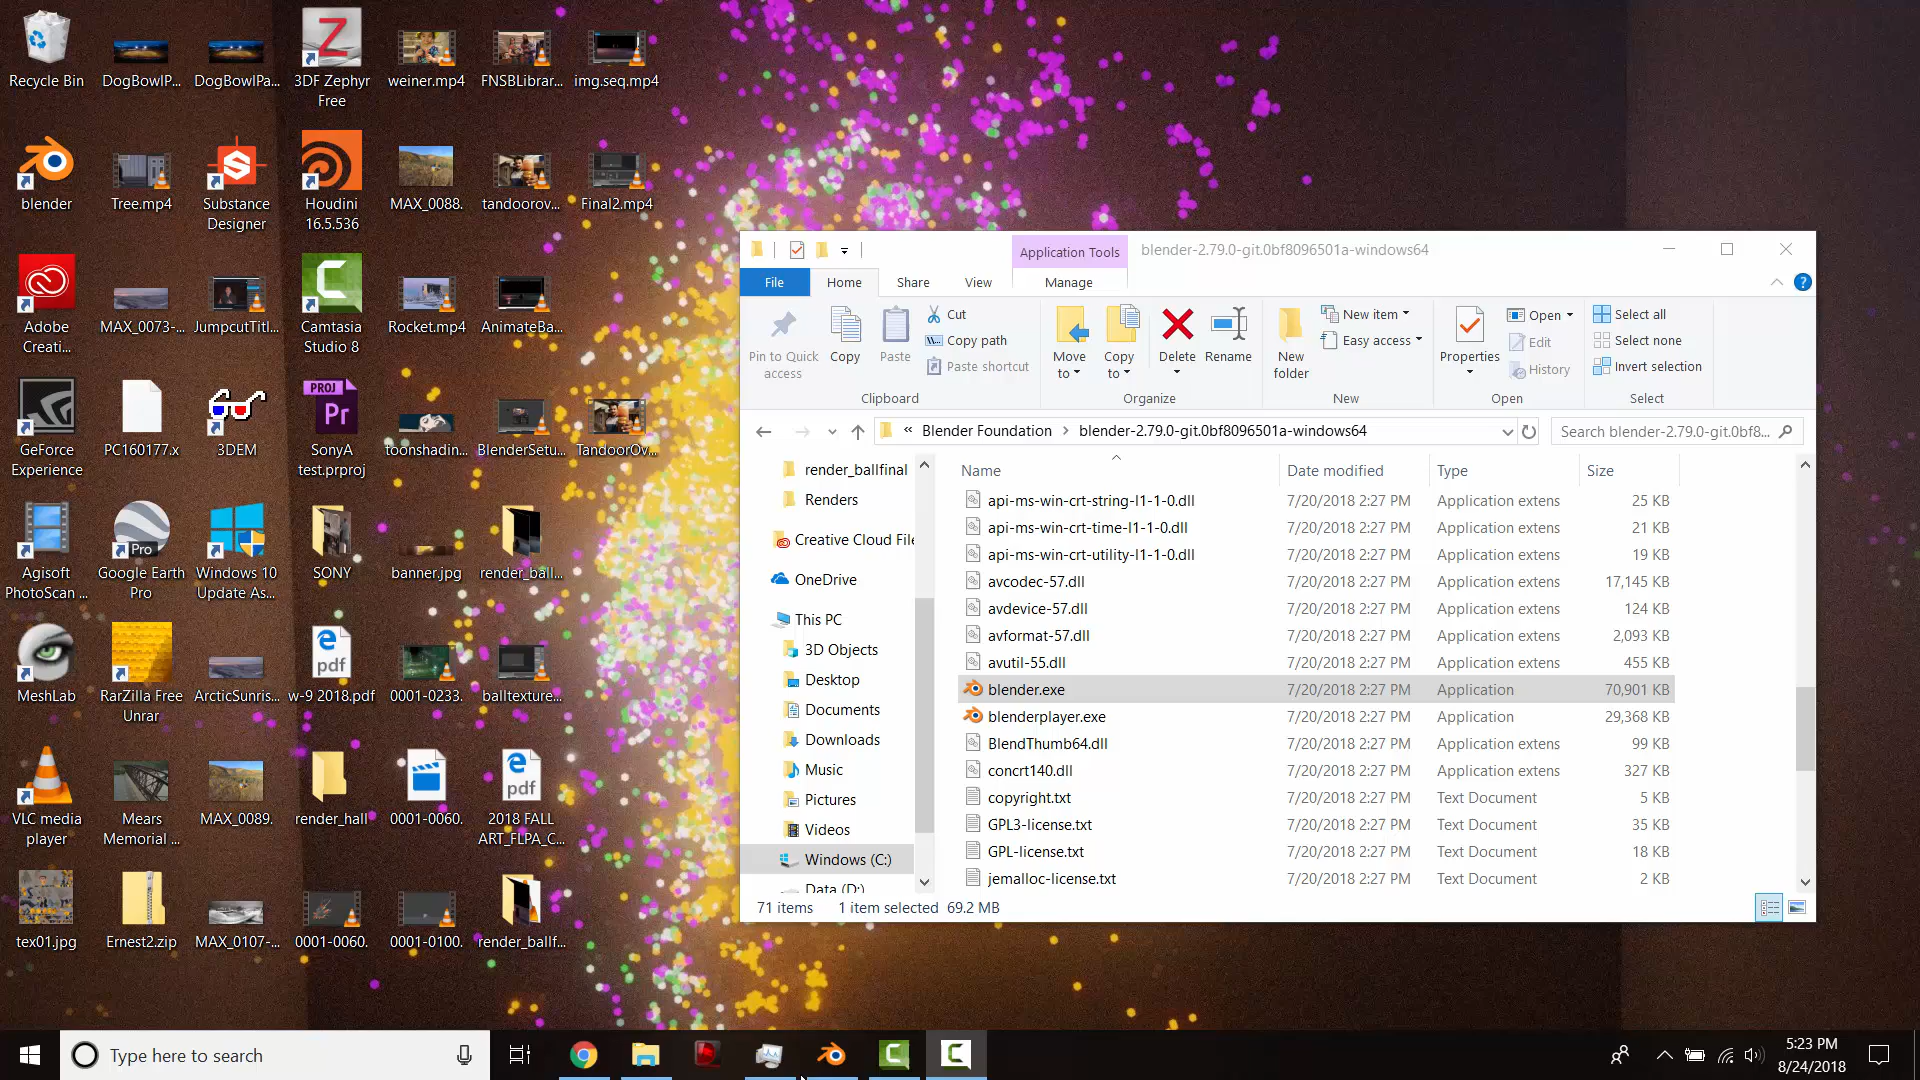 Recycle Bin
DogBowlP...
DogBowlPa...
3DF Zephyr
Free
weiner.mp4
FNSBLibrar...
img.seq.mp4
blender
Tree.mp4
Substance
Designer
Houdini
16.5.536
MAX_0088.
tandoorov...
Final2.mp4
Adobe
Creati...
MAX_0073-...
JumpcutTitl...
Camtasia
Studio 8
Rocket.mp4
AnimateBa...
GeForce
Experience
PC160177.x
3DEM
PROJ
Pr
SonyA
test.prproj
toonshadin...
BlenderSetu...
TandoorOv...
Agisoft
PhotoScan ...
Pro
Google Earth
Pro
Windows 10
Update As...
SONY
banner.jpg
render_ball...
MeshLab
RarZilla Free
Unrar
ArcticSunris...
pdf
w-9 2018.pdf
0001-0233.
balltexture...
VLC media
player
Mears
Memorial ...
MAX_0089.
render_hall
0001-0060.
pdf
2018 FALL
ART_FLPA_C...
tex01.jpg
Ernest2.zip
MAX_0107-...
0001-0060.
0001-0100.
render_ballf...
Application Tools
blender-2.79.0-git.0bf8096501a-windows64
File
Home
Share
View
Manage
Pin to Quick
access
Copy
Paste
Cut
Copy path
Paste shortcut
Clipboard
Move
to
Copy
to
Delete
Rename
Organize
New
folder
New item
Easy access
New
Properties
Open
Edit
History
Open
Select all
Select none
Invert selection
Select
« Blender Foundation > blender-2.79.0-git.0bf8096501a-windows64
Search blender-2.79.0-git.0bf8...
render_ballfinal
Renders
Creative Cloud File
OneDrive
This PC
3D Objects
Desktop
Documents
Downloads
Music
Pictures
Videos
Windows (C:)
Data (D:)
Name Date modified Type Size
api-ms-win-crt-string-l1-1-0.dll 7/20/2018 2:27 PM Application extens 25 KB
api-ms-win-crt-time-l1-1-0.dll 7/20/2018 2:27 PM Application extens 21 KB
api-ms-win-crt-utility-l1-1-0.dll 7/20/2018 2:27 PM Application extens 19 KB
avcodec-57.dll 7/20/2018 2:27 PM Application extens 17,145 KB
avdevice-57.dll 7/20/2018 2:27 PM Application extens 124 KB
avformat-57.dll 7/20/2018 2:27 PM Application extens 2,093 KB
avutil-55.dll 7/20/2018 2:27 PM Application extens 455 KB
blender.exe 7/20/2018 2:27 PM Application 70,901 KB
blenderplayer.exe 7/20/2018 2:27 PM Application 29,368 KB
BlendThumb64.dll 7/20/2018 2:27 PM Application extens 99 KB
concrt140.dll 7/20/2018 2:27 PM Application extens 327 KB
copyright.txt 7/20/2018 2:27 PM Text Document 5 KB
GPL3-license.txt 7/20/2018 2:27 PM Text Document 35 KB
GPL-license.txt 7/20/2018 2:27 PM Text Document 18 KB
jemalloc-license.txt 7/20/2018 2:27 PM Text Document 2 KB
71 items 1 item selected 69.2 MB
Type here to search
5:23 PM
8/24/2018